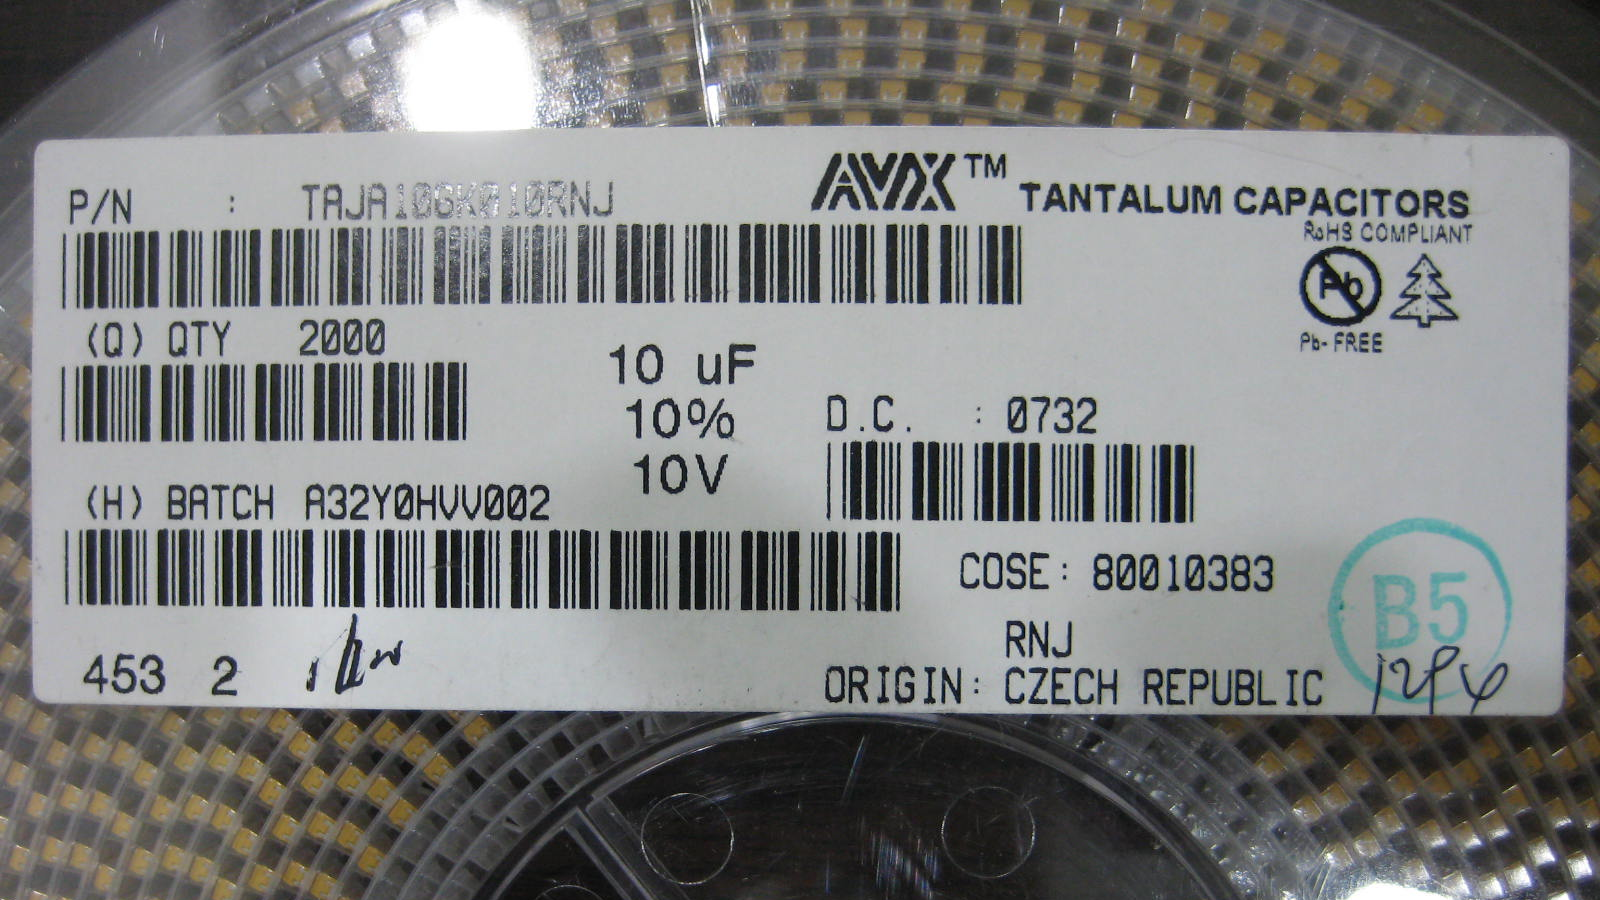 P/N : TAJA106K010RNJ
AVX™ TANTALUM CAPACITORS
RoHS COMPLIANT
Pb
Pb-FREE
(Q) QTY 2000
10 uF
10%
10V
D.C. : 0732
(H) BATCH A32Y0HVV002
COSE: 80010383
B5
RNJ
453 2
ORIGIN: CZECH REPUBLIC